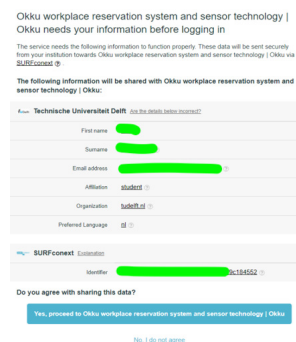 Okku workplace reservation system and sensor technology |
Okku needs your information before logging in
The service needs the following information to function properly. These data will be sent securely
from your institution towards Okku workplace reservation system and sensor technology | Okku via
SURFconext ?
The following information will be shared with Okku workplace reservation system and
sensor technology | Okku:
Technische Universiteit Delft Are the details below incorrect?
First name
Surname
Email address ?
Affiliation student ?
Organization tudelft.nl ?
Preferred Language nl ?
SURFconext Explanation
Identifier 9c184552 ?
Do you agree with sharing this data?
Yes, proceed to Okku workplace reservation system and sensor technology | Okku
No, I do not agree